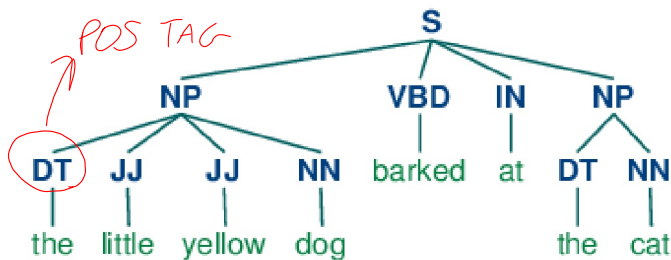 POS TAG
S
NP VBD IN NP
DT JJ JJ NN barked at DT NN
the little yellow dog the cat